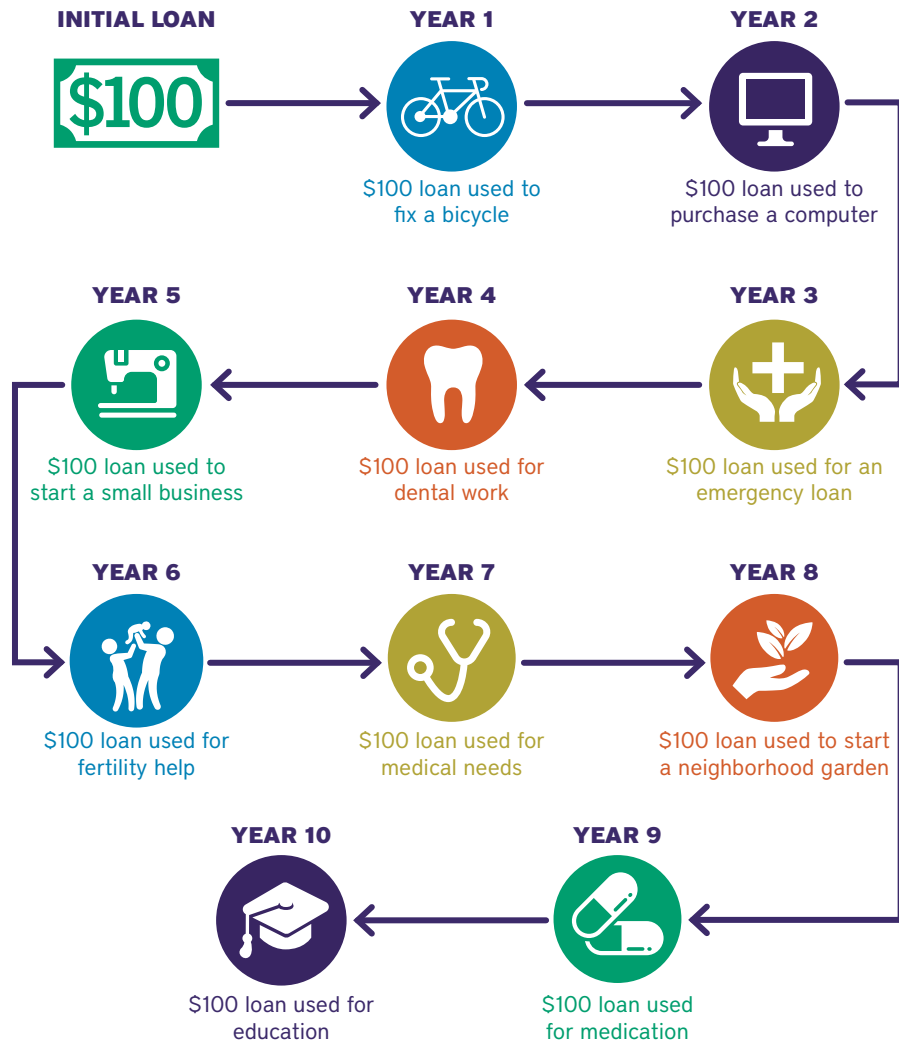 INITIAL LOAN
$100
YEAR 1
$100 loan used to
fix a bicycle
YEAR 2
$100 loan used to
purchase a computer
YEAR 3
$100 loan used for an
emergency loan
YEAR 4
$100 loan used for
dental work
YEAR 5
$100 loan used to
start a small business
YEAR 6
$100 loan used for
fertility help
YEAR 7
$100 loan used for
medical needs
YEAR 8
$100 loan used to start
a neighborhood garden
YEAR 9
$100 loan used
for medication
YEAR 10
$100 loan used for
education